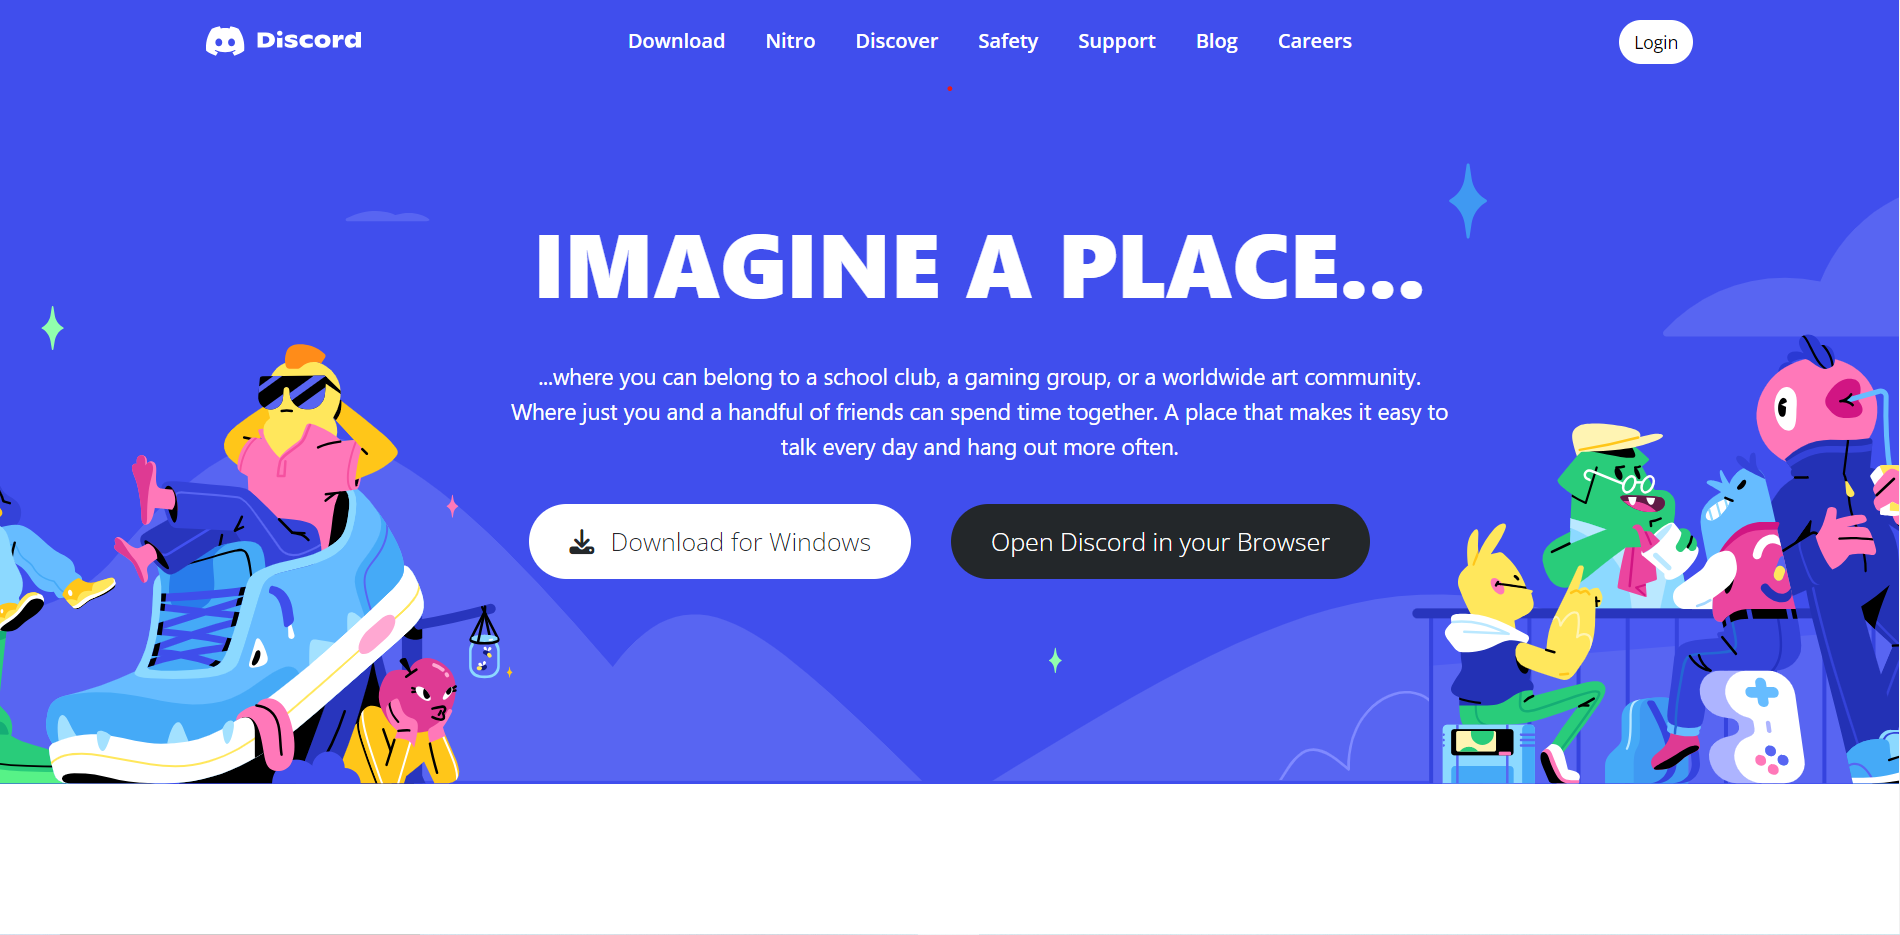 Discord
Download Nitro Discover Safety Support Blog Careers
Login
IMAGINE A PLACE...
...where you can belong to a school club, a gaming group, or a worldwide art community.
Where just you and a handful of friends can spend time together. A place that makes it easy to
talk every day and hang out more often.
Download for Windows
Open Discord in your Browser